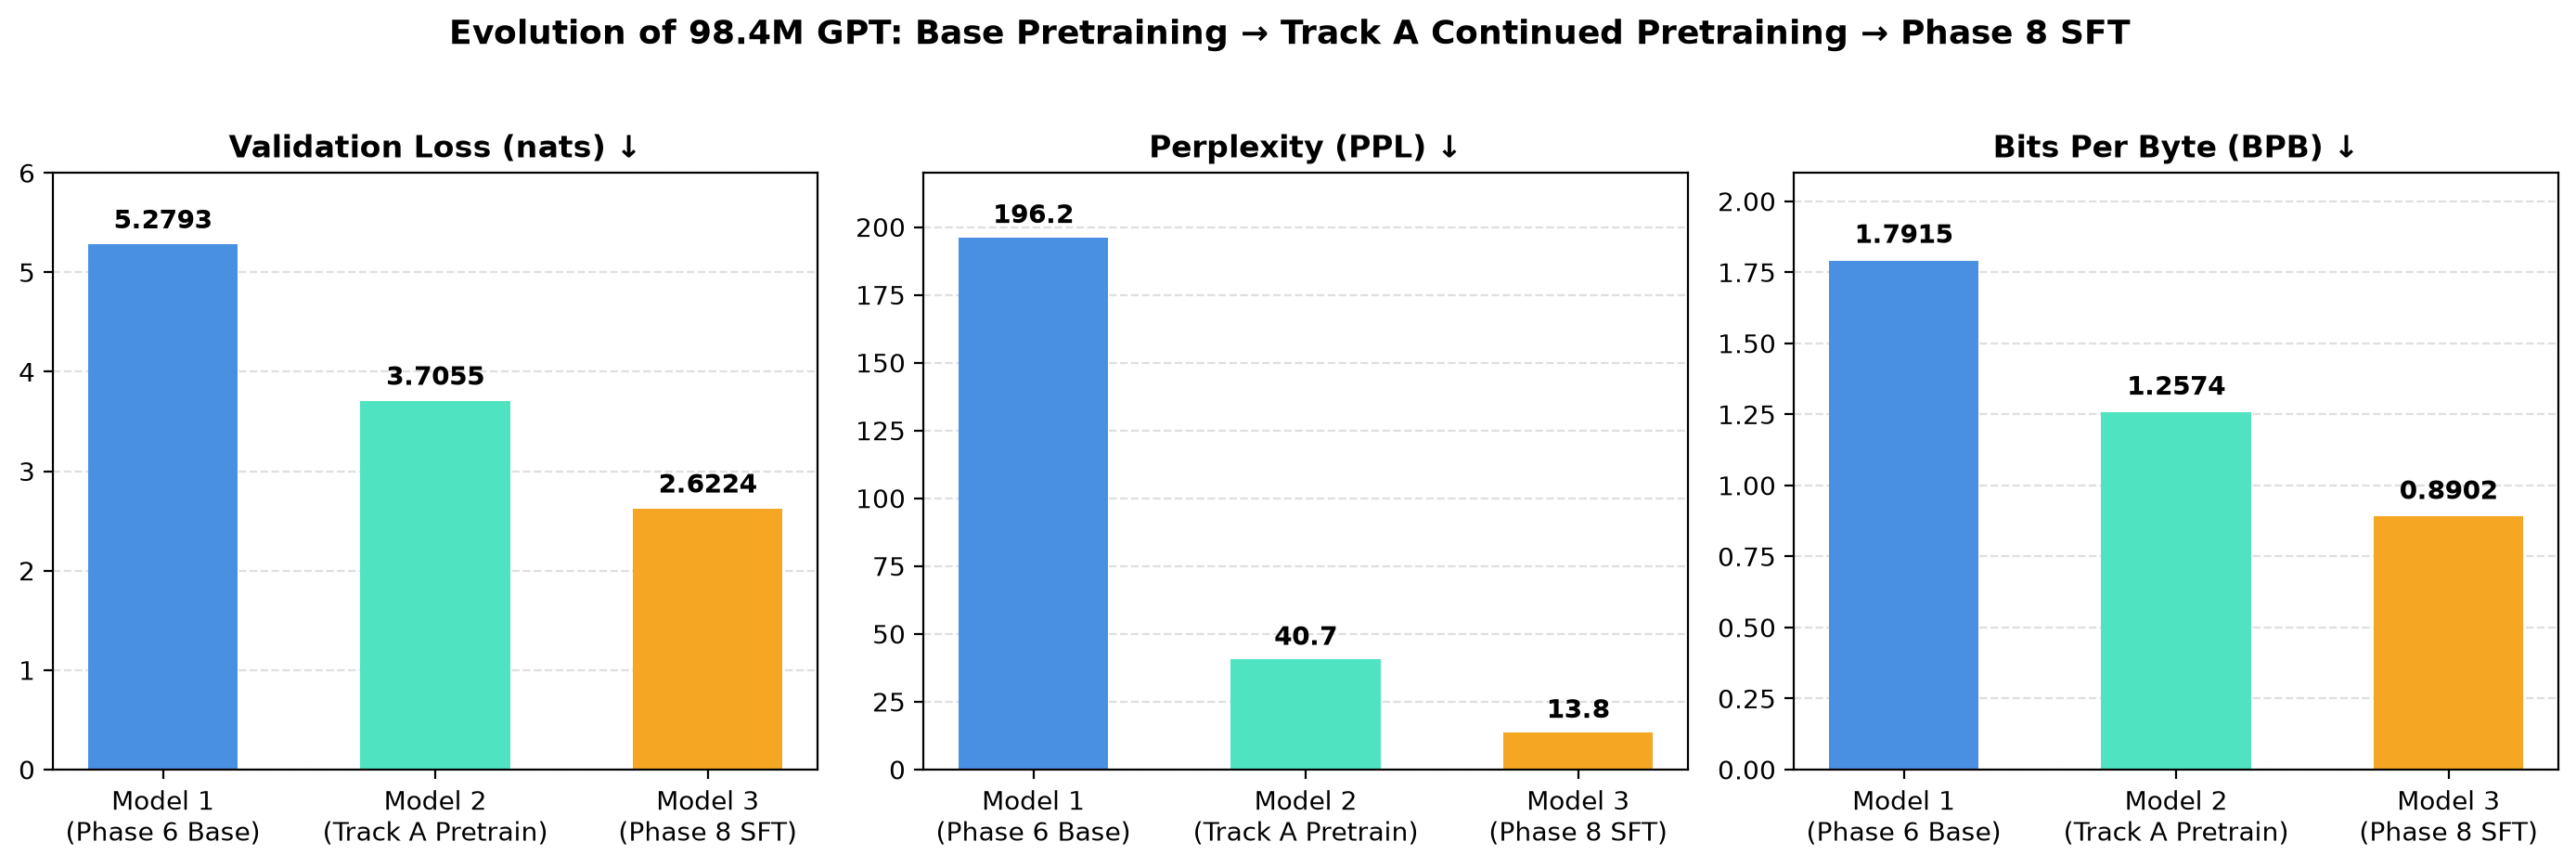 Evolution of 98.4M GPT: Base Pretraining → Track A Continued Pretraining → Phase 8 SFT
Validation Loss (nats) ↓
6
5
4
3
2
1
0
5.2793
3.7055
2.6224
Model 1
(Phase 6 Base)
Model 2
(Track A Pretrain)
Model 3
(Phase 8 SFT)
Perplexity (PPL) ↓
200
175
150
125
100
75
50
25
0
196.2
40.7
13.8
Model 1
(Phase 6 Base)
Model 2
(Track A Pretrain)
Model 3
(Phase 8 SFT)
Bits Per Byte (BPB) ↓
2.00
1.75
1.50
1.25
1.00
0.75
0.50
0.25
0.00
1.7915
1.2574
0.8902
Model 1
(Phase 6 Base)
Model 2
(Track A Pretrain)
Model 3
(Phase 8 SFT)